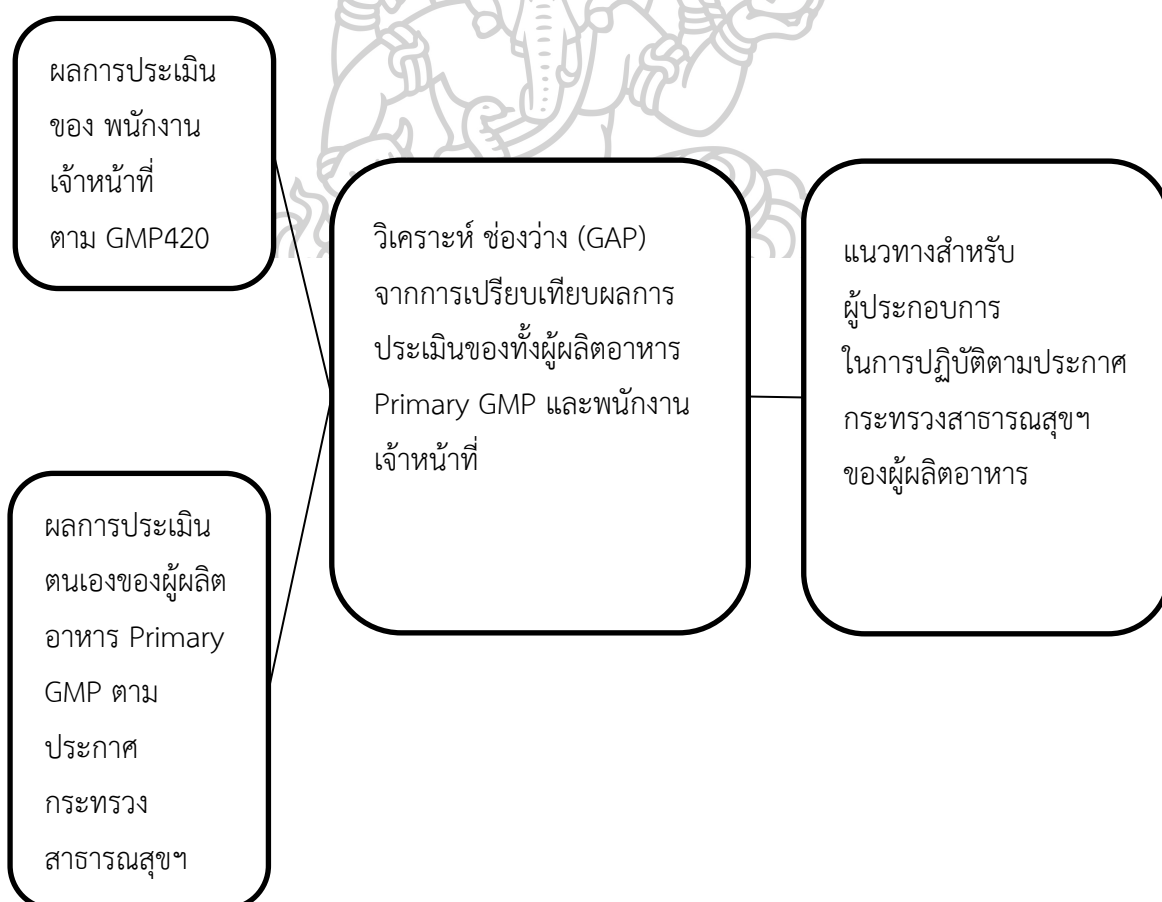 ผลการประเมิน
ของ พนักงาน
เจ้าหน้าที่
ตาม GMP420
วิเคราะห์ ช่องว่าง (GAP)
จากการเปรียบเทียบผลการ
ประเมินของทั้งผู้ผลิตอาหาร
Primary GMP และพนักงาน
เจ้าหน้าที่
แนวทางสำหรับ
ผู้ประกอบการ
ในการปฏิบัติตามประกาศ
กระทรวงสาธารณสุขฯ
ของผู้ผลิตอาหาร
ผลการประเมิน
ตนเองของผู้ผลิต
อาหาร Primary
GMP ตาม
ประกาศ
กระทรวง
สาธารณสุขฯ